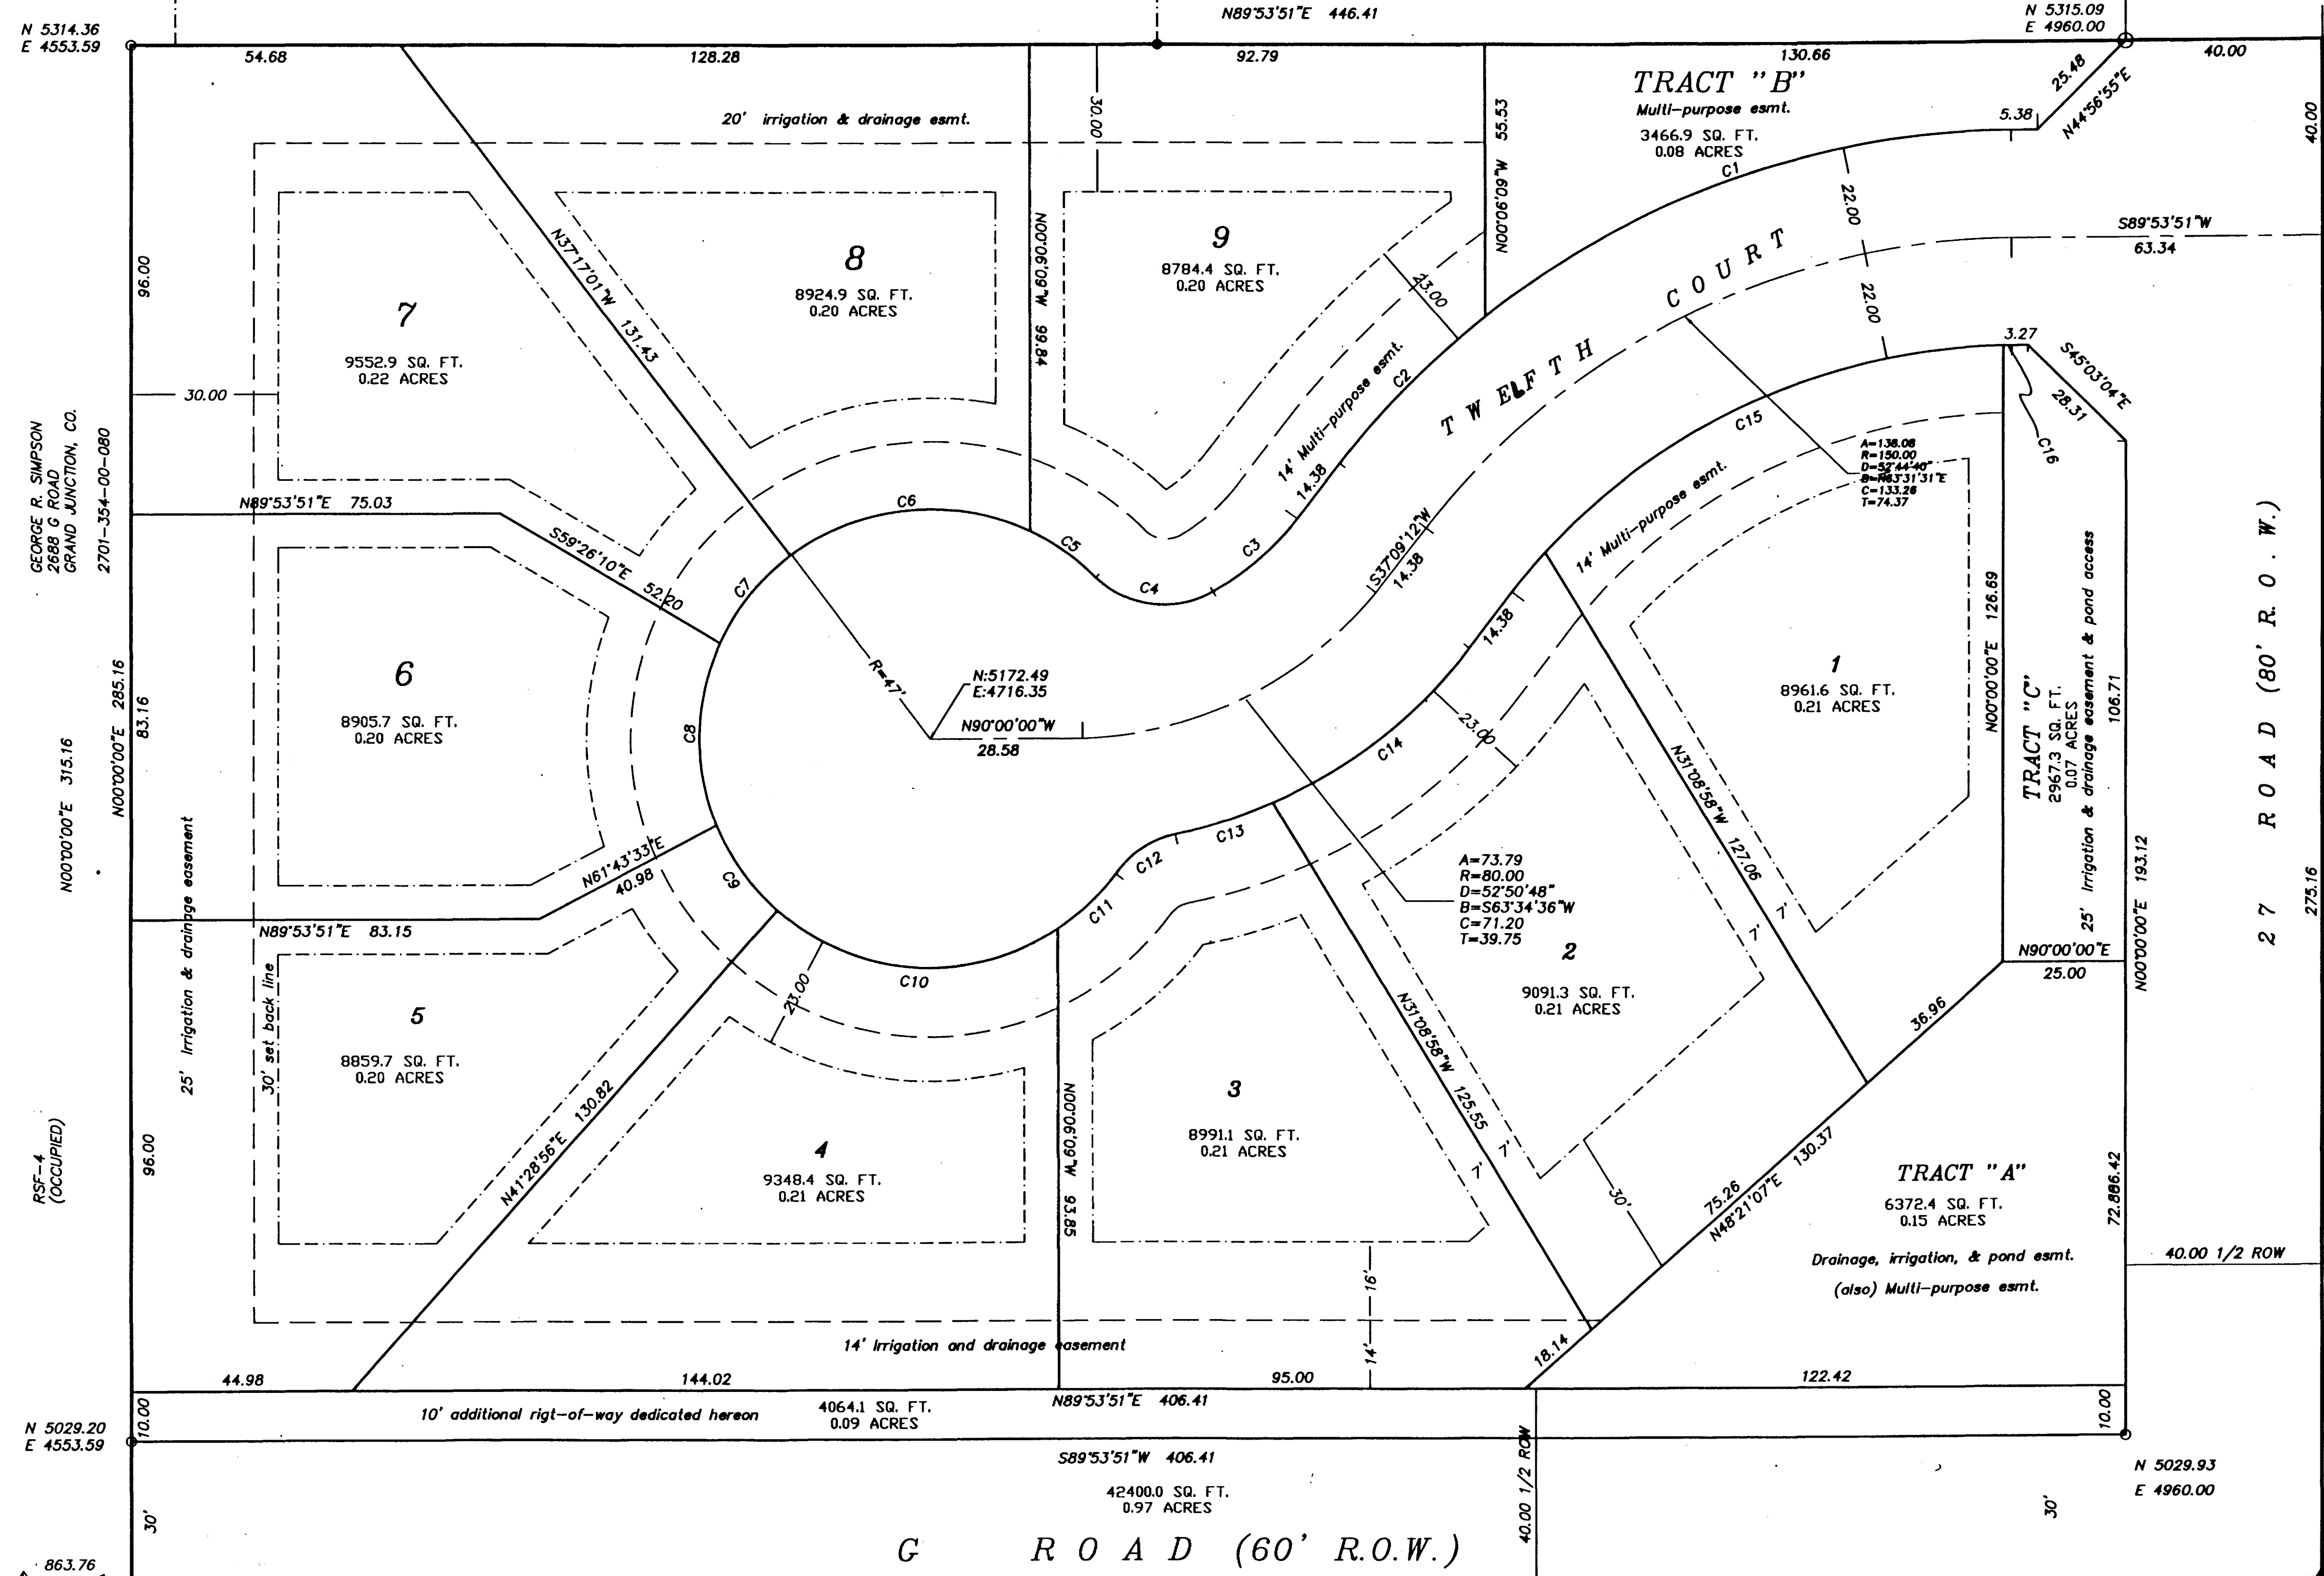 N 5314.36
E 4553.59
N89°53'51"E 446.41
N 5315.09
E 4960.00
54.68
128.28
92.79
130.66
40.00
TRACT "B"
Multi-purpose esmt.
3466.9 SQ. FT.
0.08 ACRES
25.48
N44°56'55"E
5.38
40.00
20' irrigation & drainage esmt.
30.00
55.53
N00°06'09"W
C1
22.00
22.00
S89°53'51"W
63.34
96.00
N37°17'01"W 131.43
8
8924.9 SQ. FT.
0.20 ACRES
N00°06'09"W 99.84
9
8784.4 SQ. FT.
0.20 ACRES
23.00
TWELFTH COURT
7
9552.9 SQ. FT.
0.22 ACRES
30.00
14' Multi-purpose esmt.
C2
3.27
S45°03'04"E
28.31
C15
C16
A=138.08
R=150.00
D=52°44'40"
B=N63°31'31"E
C=133.26
T=74.37
GEORGE R. SIMPSON
2688 G ROAD
GRAND JUNCTION, CO.
2701-354-00-080
N89°53'51"E 75.03
S59°26'10"E
52.20
C7
C6
C5
C4
C3
14.38
S37°09'12"W
14.38
14.38
14' Multi-purpose esmt.
N00°00'00"E 126.69
25' Irrigation & drainage easement & pond access
27 ROAD (80' R.O.W.)
N00°00'00"E 315.16
N00°00'00"E 285.16
83.16
6
8905.7 SQ. FT.
0.20 ACRES
C8
R=47'
N:5172.49
E:4716.35
N90°00'00"W
28.58
1
8961.6 SQ. FT.
0.21 ACRES
TRACT "C"
2967.3 SQ. FT.
0.07 ACRES
106.71
23.00
C14
N31°08'58"W 127.06
7'
7'
N61°43'33"E
40.98
C9
C13
C12
C11
A=73.79
R=80.00
D=52°50'48"
B=S63°34'36"W
C=71.20
T=39.75
N89°53'51"E 83.15
C10
23.00
2
9091.3 SQ. FT.
0.21 ACRES
N90°00'00"E
25.00
N00°00'00"E 193.12
275.16
25' Irrigation & drainage easement
30' set back line
5
8859.7 SQ. FT.
0.20 ACRES
N31°08'58"W 125.55
7'
7'
36.96
RSF-4
(OCCUPIED)
96.00
N41°28'56"E 130.82
4
9348.4 SQ. FT.
0.21 ACRES
N00°06'09"W 93.85
3
8991.1 SQ. FT.
0.21 ACRES
30'
130.37
75.26
N48°21'07"E
TRACT "A"
6372.4 SQ. FT.
0.15 ACRES
Drainage, irrigation, & pond esmt.
(also) Multi-purpose esmt.
40.00 1/2 ROW
16'
14'
18.14
14' Irrigation and drainage easement
44.98
144.02
95.00
122.42
10.00
10' additional rigt-of-way dedicated hereon
4064.1 SQ. FT.
0.09 ACRES
N89°53'51"E 406.41
10.00
N 5029.20
E 4553.59
S89°53'51"W 406.41
40.00 1/2 ROW
N 5029.93
E 4960.00
42400.0 SQ. FT.
0.97 ACRES
30'
30'
G ROAD (60' R.O.W.)
863.76